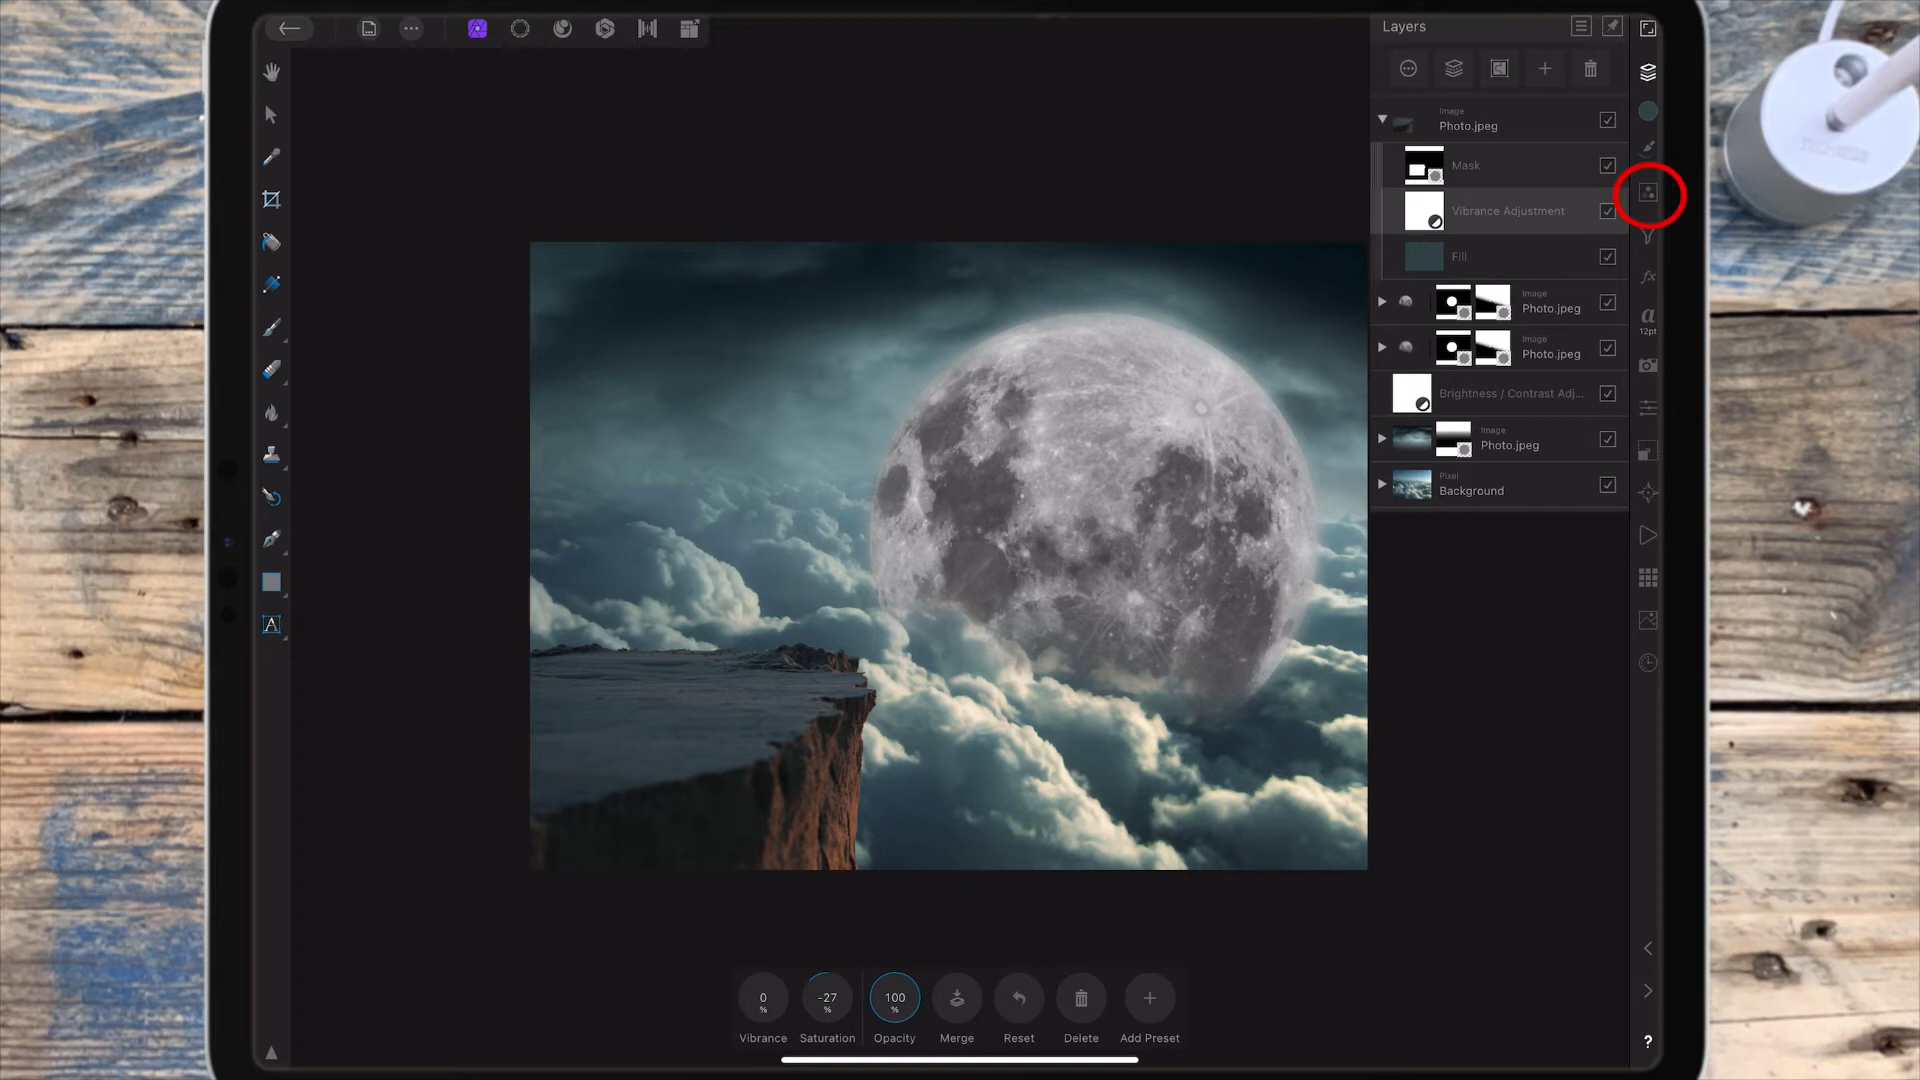 Layers
Image
Photo.jpeg
Mask
Vibrance Adjustment
Fill
Image
Photo.jpeg
Image
Photo.jpeg
Brightness / Contrast Adj...
Image
Photo.jpeg
Pixel
Background
a
12pt
fx
A
0
%
-27
%
100
%
Vibrance
Saturation
Opacity
Merge
Reset
Delete
Add Preset
?